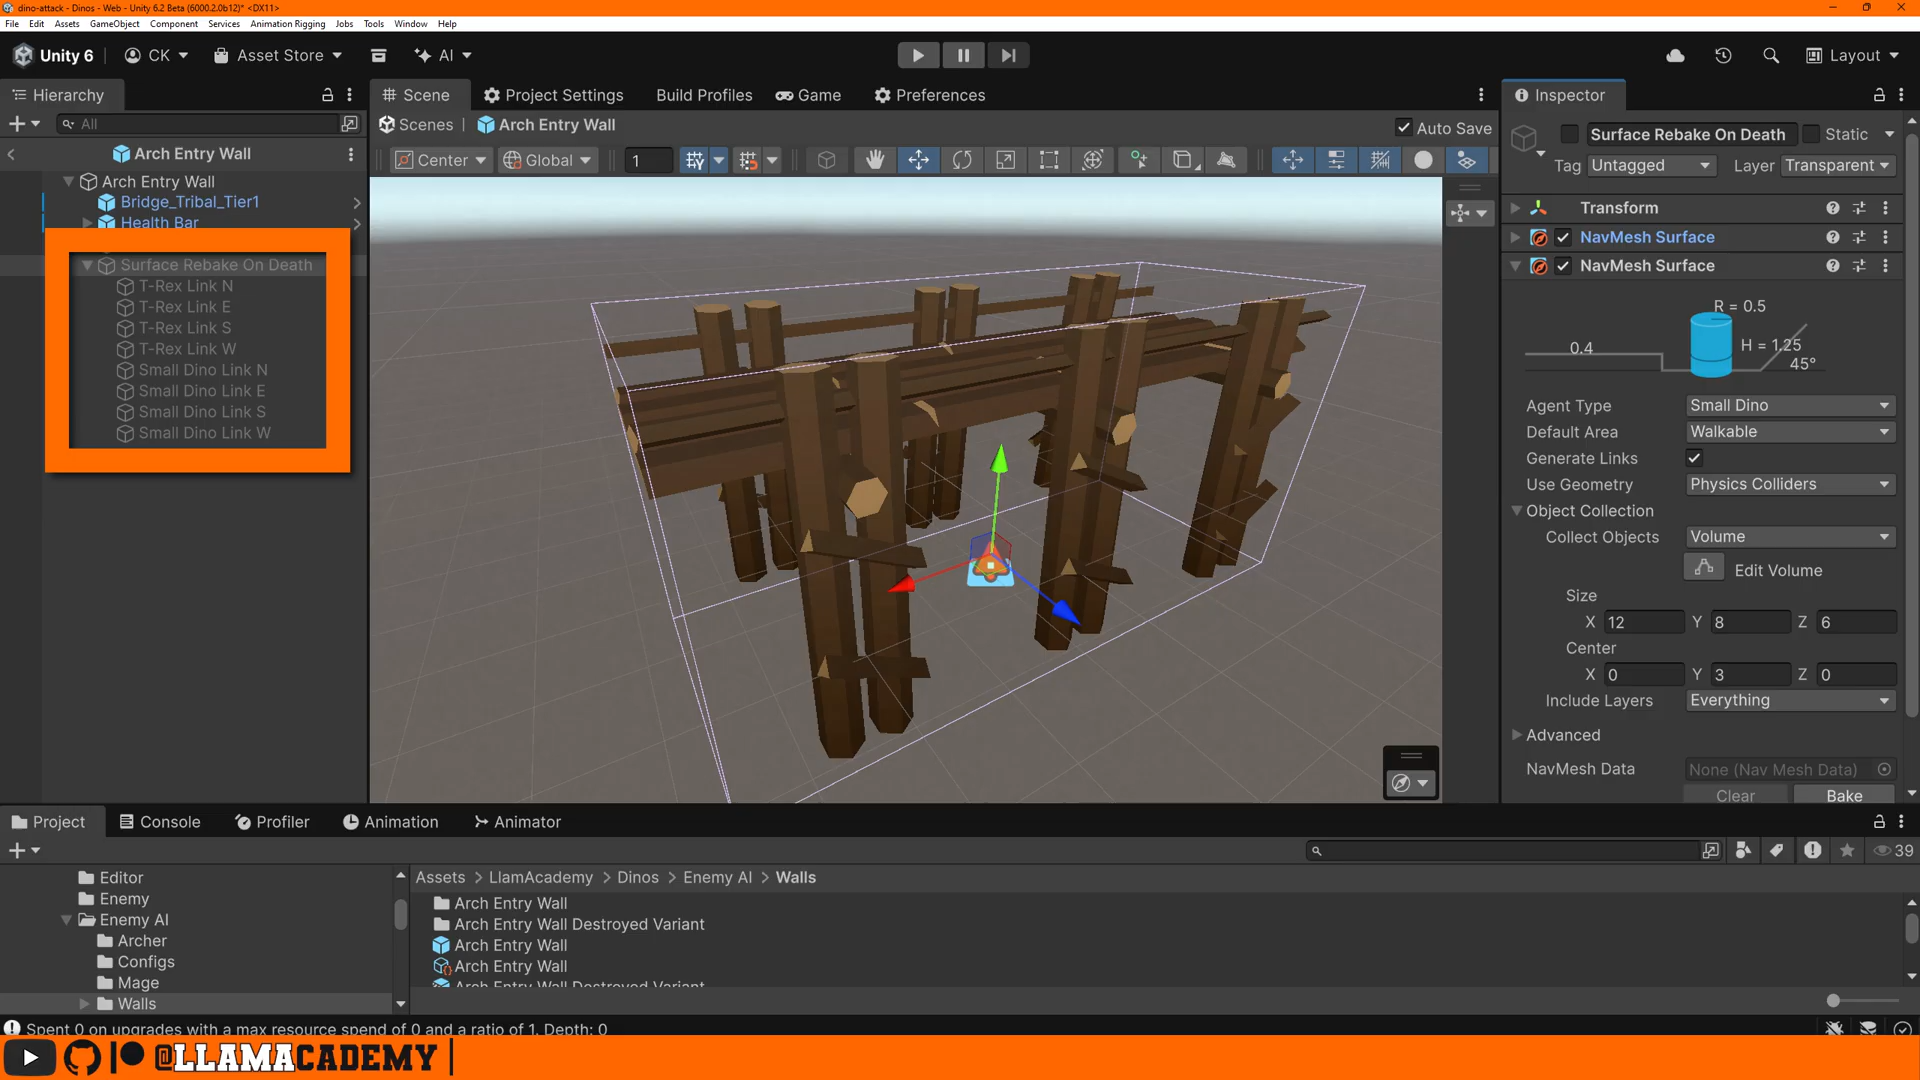 dino-attack - Dinos - Web - Unity 6.2 Beta (6000.2.0b12)* <DX11>
File Edit Assets GameObject Component Services Animation Rigging Jobs Tools Window Help
Unity 6 CK Asset Store AI Layout
Hierarchy
All
Arch Entry Wall
Arch Entry Wall
Bridge_Tribal_Tier1
Health Bar
Surface Rebake On Death
T-Rex Link N
T-Rex Link E
T-Rex Link S
T-Rex Link W
Small Dino Link N
Small Dino Link E
Small Dino Link S
Small Dino Link W
Scene Project Settings Build Profiles Game Preferences
Scenes | Arch Entry Wall Auto Save
Center Global 1
Inspector
Surface Rebake On Death Static
Tag Untagged Layer Transparent
Transform
NavMesh Surface
NavMesh Surface
R = 0.5
0.4 H = 1.25
45°
Agent Type Small Dino
Default Area Walkable
Generate Links
Use Geometry Physics Colliders
Object Collection
Collect Objects Volume
Edit Volume
Size
X 12 Y 8 Z 6
Center
X 0 Y 3 Z 0
Include Layers Everything
Advanced
NavMesh Data None (Nav Mesh Data)
Clear Bake
Project Console Profiler Animation Animator
39
Editor
Enemy
Enemy AI
Archer
Configs
Mage
Walls
Assets > LlamAcademy > Dinos > Enemy AI > Walls
Arch Entry Wall
Arch Entry Wall Destroyed Variant
Arch Entry Wall
Arch Entry Wall
Arch Entry Wall Destroyed Variant
Spent 0 on upgrades with a max resource spend of 0 and a ratio of 1. Depth: 0
@LLAMACADEMY